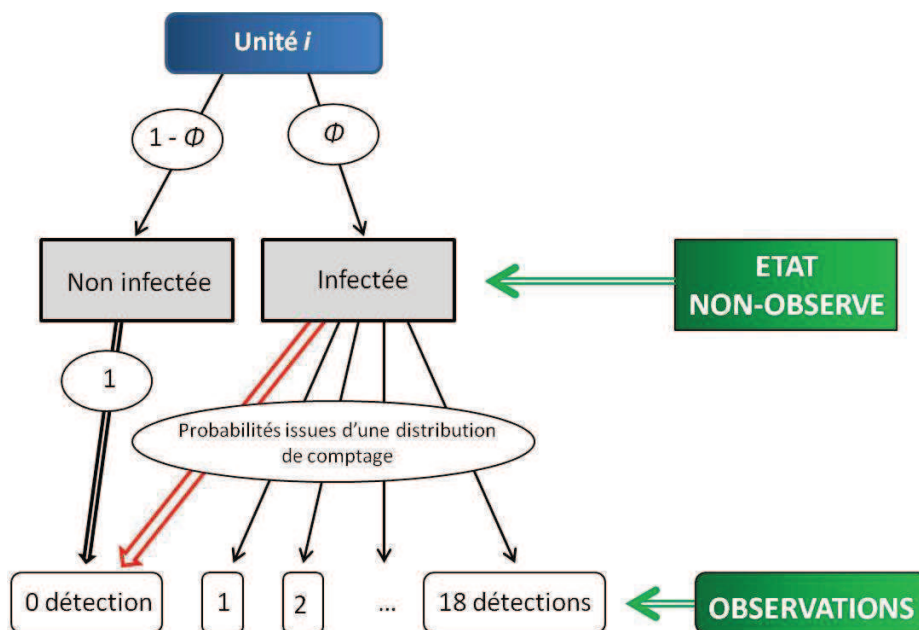 Unité i
1 - Φ
Φ
Non infectée
Infectée
ETAT
NON-OBSERVE
1
Probabilités issues d'une distribution
de comptage
0 détection
1
2
...
18 détections
OBSERVATIONS